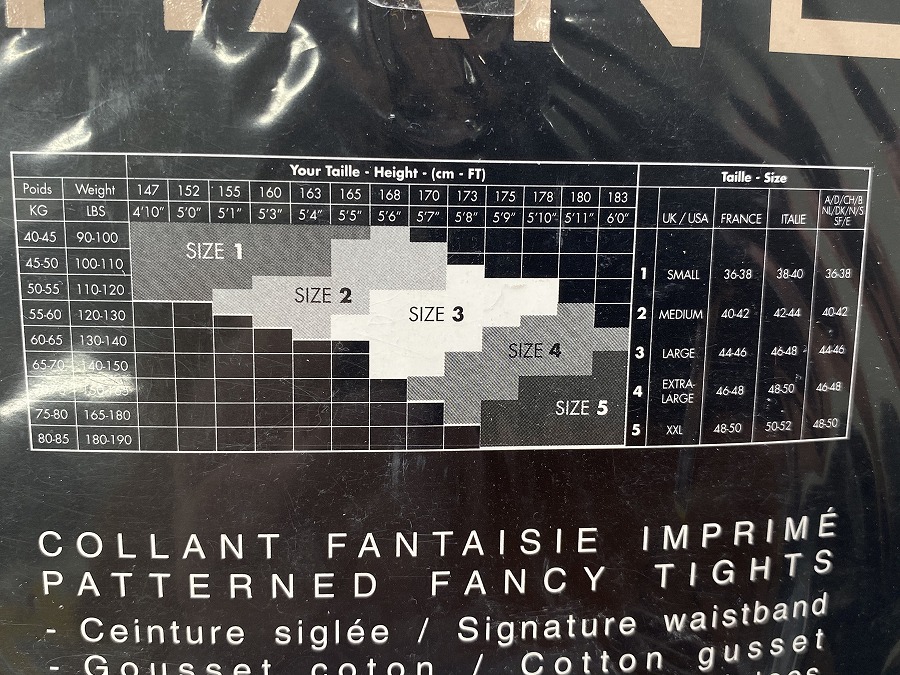 HANE
Your Taille - Height - (cm - FT) Taille - Size
Poids Weight 147 152 155 160 163 165 168 170 173 175 178 180 183
KG LBS 4'10" 5'0" 5'1" 5'3" 5'4" 5'5" 5'6" 5'7" 5'8" 5'9" 5'10" 5'11" 6'0" UK / USA FRANCE ITALIE A/D/CH/B NL/DK/N/S SF/E
40-45 90-100
SIZE 1
45-50 100-110
1 SMALL 36-38 38-40 36-38
50-55 110-120
SIZE 2
55-60 120-130
SIZE 3
2 MEDIUM 40-42 42-44 40-42
60-65 130-140
SIZE 4
3 LARGE 44-46 46-48 44-46
65-70 140-150
4 EXTRA-LARGE 46-48 48-50 46-48
75-80 165-180
SIZE 5
5 XXL 48-50 50-52 48-50
80-85 180-190
COLLANT FANTAISIE IMPRIMÉ
PATTERNED FANCY TIGHTS
- Ceinture siglée / Signature waistband
- Gousset coton / Cotton gusset